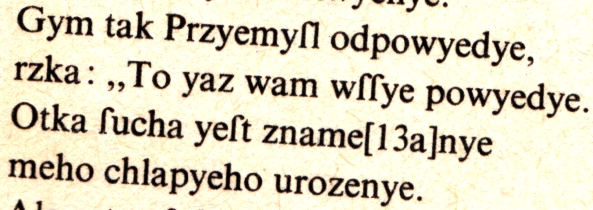 Gym tak Przyemyſl odpowyedye,
rzka: „To yaz wam wſſye powyedye.
Otka ſucha yeſt zname[13a]nye
meho chlapyeho urozenye.